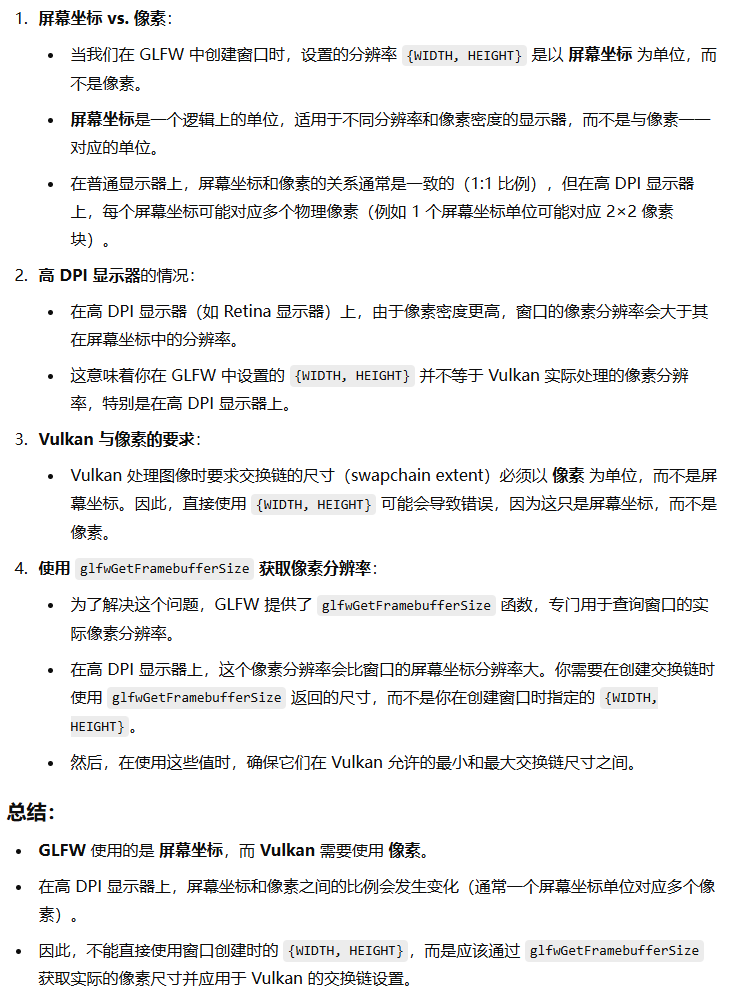 1. 屏幕坐标 vs. 像素：
• 当我们在 GLFW 中创建窗口时，设置的分辨率 {WIDTH, HEIGHT} 是以 屏幕坐标 为单位，而
不是像素。
• 屏幕坐标是一个逻辑上的单位，适用于不同分辨率和像素密度的显示器，而不是与像素一一
对应的单位。
• 在普通显示器上，屏幕坐标和像素的关系通常是一致的（1:1 比例），但在高 DPI 显示器
上，每个屏幕坐标可能对应多个物理像素（例如 1 个屏幕坐标单位可能对应 2×2 像素
块）。
2. 高 DPI 显示器的情况：
• 在高 DPI 显示器（如 Retina 显示器）上，由于像素密度更高，窗口的像素分辨率会大于其
在屏幕坐标中的分辨率。
• 这意味着你在 GLFW 中设置的 {WIDTH, HEIGHT} 并不等于 Vulkan 实际处理的像素分辨
率，特别是在高 DPI 显示器上。
3. Vulkan 与像素的要求：
• Vulkan 处理图像时要求交换链的尺寸（swapchain extent）必须以 像素 为单位，而不是屏
幕坐标。因此，直接使用 {WIDTH, HEIGHT} 可能会导致错误，因为这只是屏幕坐标，而不是
像素。
4. 使用 glfwGetFramebufferSize 获取像素分辨率：
• 为了解决这个问题，GLFW 提供了 glfwGetFramebufferSize 函数，专门用于查询窗口的实
际像素分辨率。
• 在高 DPI 显示器上，这个像素分辨率会比窗口的屏幕坐标分辨率大。你需要在创建交换链时
使用 glfwGetFramebufferSize 返回的尺寸，而不是你在创建窗口时指定的 {WIDTH,
HEIGHT}。
• 然后，在使用这些值时，确保它们在 Vulkan 允许的最小和最大交换链尺寸之间。
总结：
• GLFW 使用的是 屏幕坐标，而 Vulkan 需要使用 像素。
• 在高 DPI 显示器上，屏幕坐标和像素之间的比例会发生变化（通常一个屏幕坐标单位对应多个像
素）。
• 因此，不能直接使用窗口创建时的 {WIDTH, HEIGHT}，而是应该通过 glfwGetFramebufferSize
获取实际的像素尺寸并应用于 Vulkan 的交换链设置。